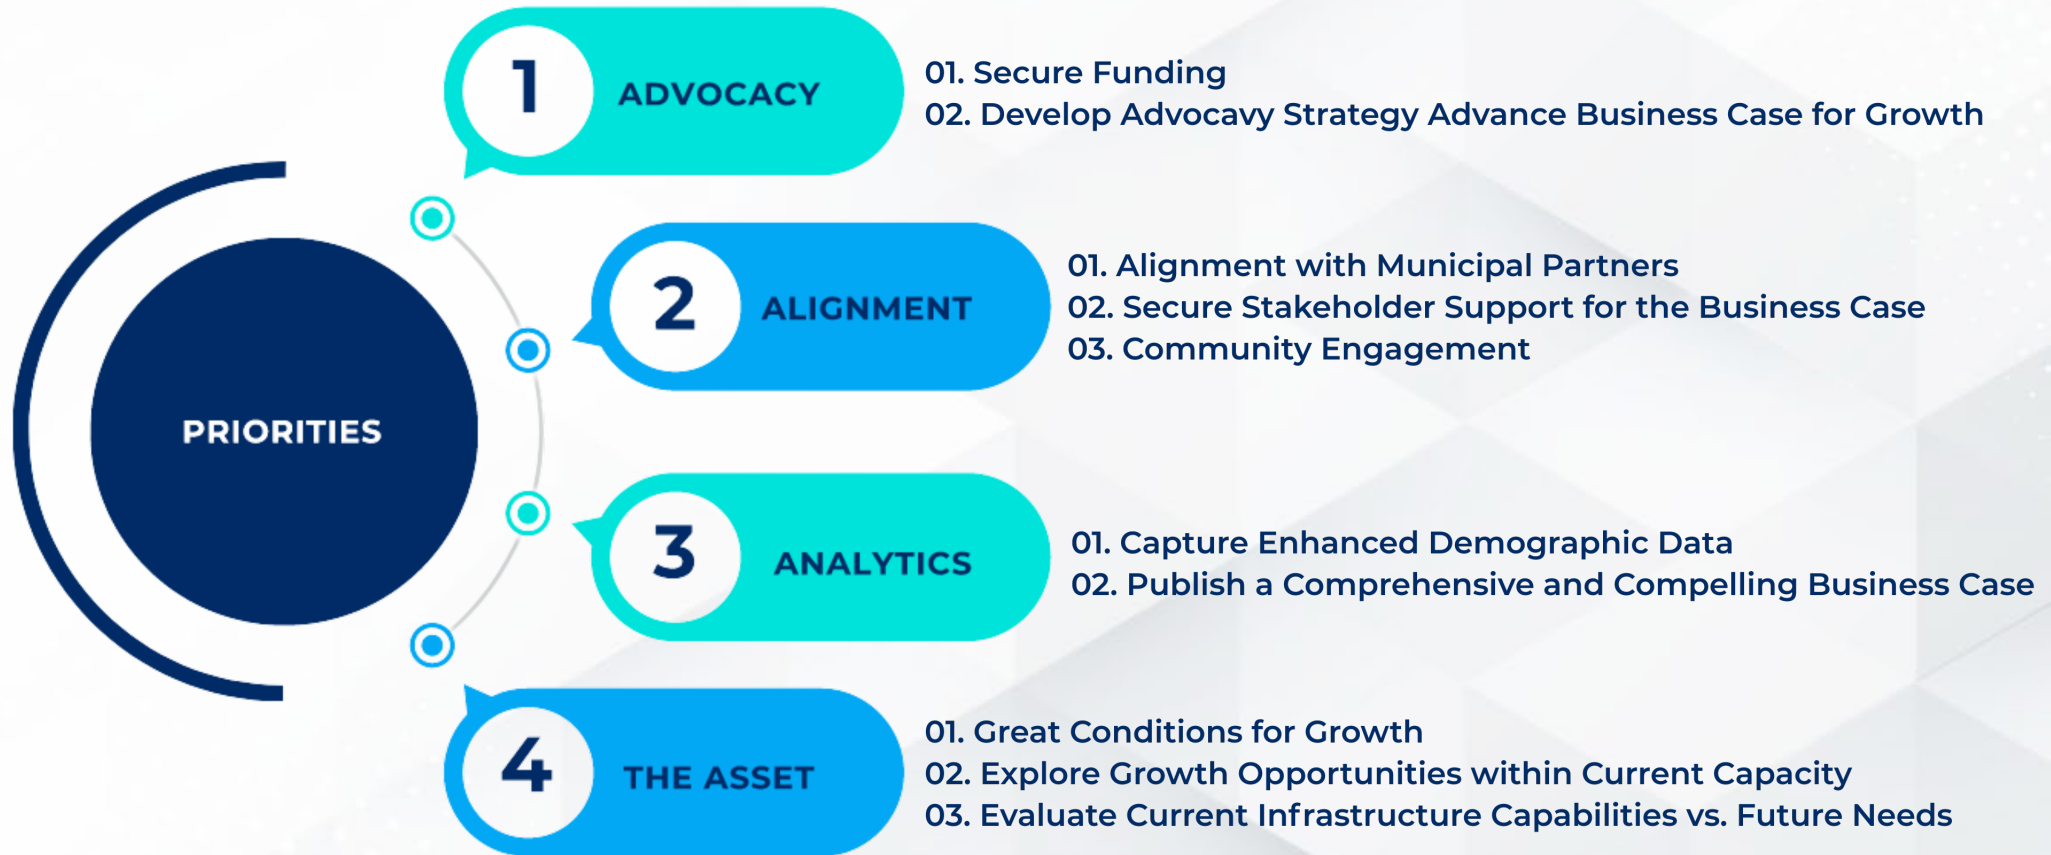 PRIORITIES
1
ADVOCACY
01. Secure Funding
02. Develop Advocavy Strategy Advance Business Case for Growth
2
ALIGNMENT
01. Alignment with Municipal Partners
02. Secure Stakeholder Support for the Business Case
03. Community Engagement
3
ANALYTICS
01. Capture Enhanced Demographic Data
02. Publish a Comprehensive and Compelling Business Case
4
THE ASSET
01. Great Conditions for Growth
02. Explore Growth Opportunities within Current Capacity
03. Evaluate Current Infrastructure Capabilities vs. Future Needs